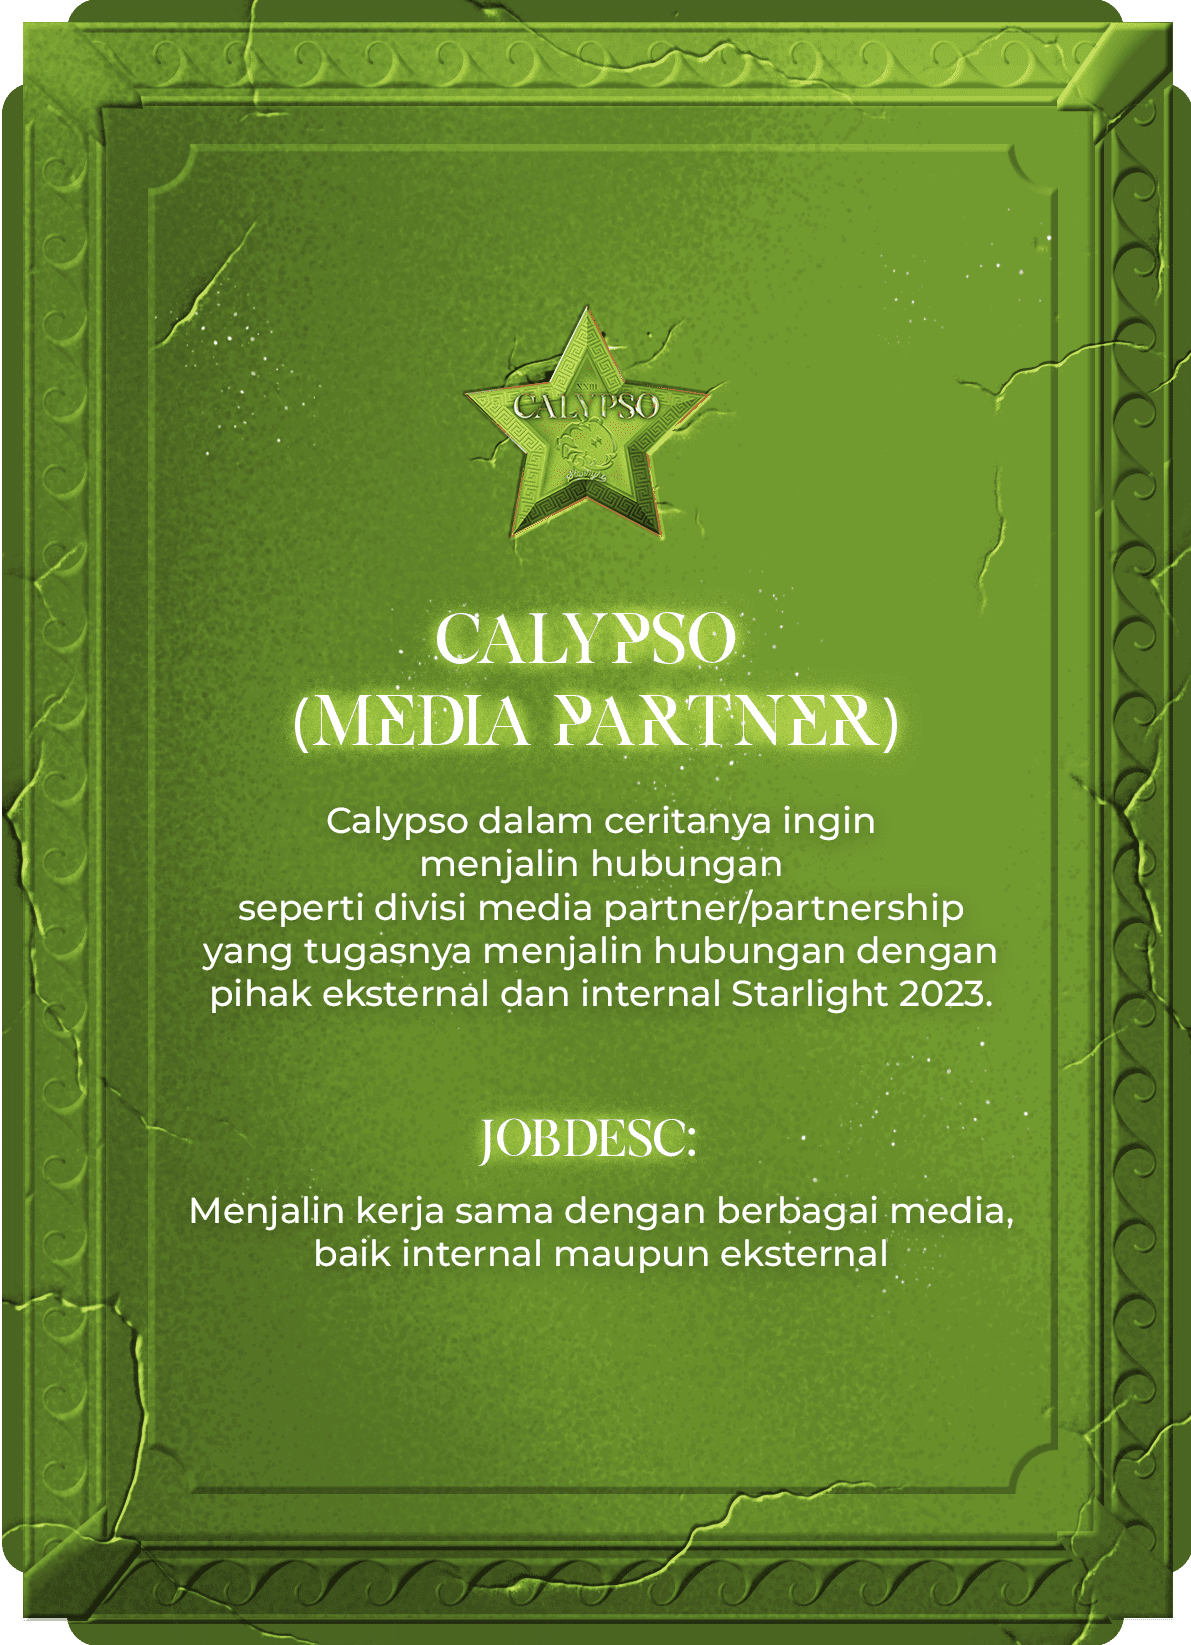 XXIII
CALYPSO
CALYPSO
(MEDIA PARTNER)
Calypso dalam ceritanya ingin
menjalin hubungan
seperti divisi media partner/partnership
yang tugasnya menjalin hubungan dengan
pihak eksternal dan internal Starlight 2023.
JOBDESC:
Menjalin kerja sama dengan berbagai media,
baik internal maupun eksternal